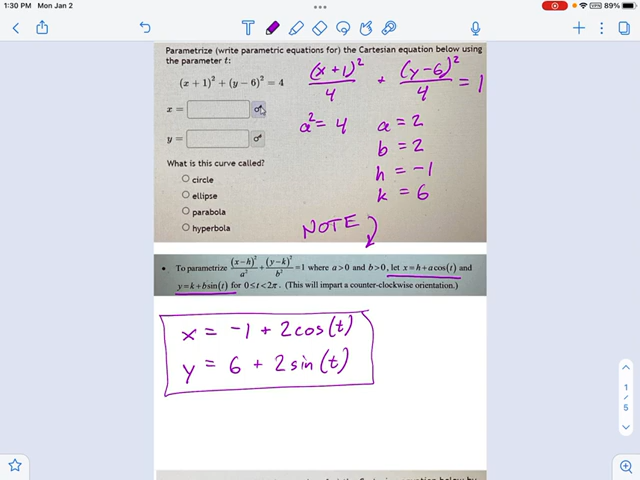 1:30 PM Mon Jan 2
89%
Parametrize (write parametric equations for) the Cartesian equation below using
the parameter t:
(x + 1)² + (y − 6)² = 4
(x+1)²/4 + (y−6)²/4 = 1
x =
a² = 4
a = 2
y =
b = 2
What is this curve called?
h = −1
circle
ellipse
k = 6
parabola
hyperbola
NOTE
• To parametrize (x−h)²/a² + (y−k)²/b² = 1 where a>0 and b>0, let x=h+acos(t) and
y=k+bsin(t) for 0≤t<2π. (This will impart a counter-clockwise orientation.)
x = −1 + 2cos(t)
y = 6 + 2sin(t)
1
/
5